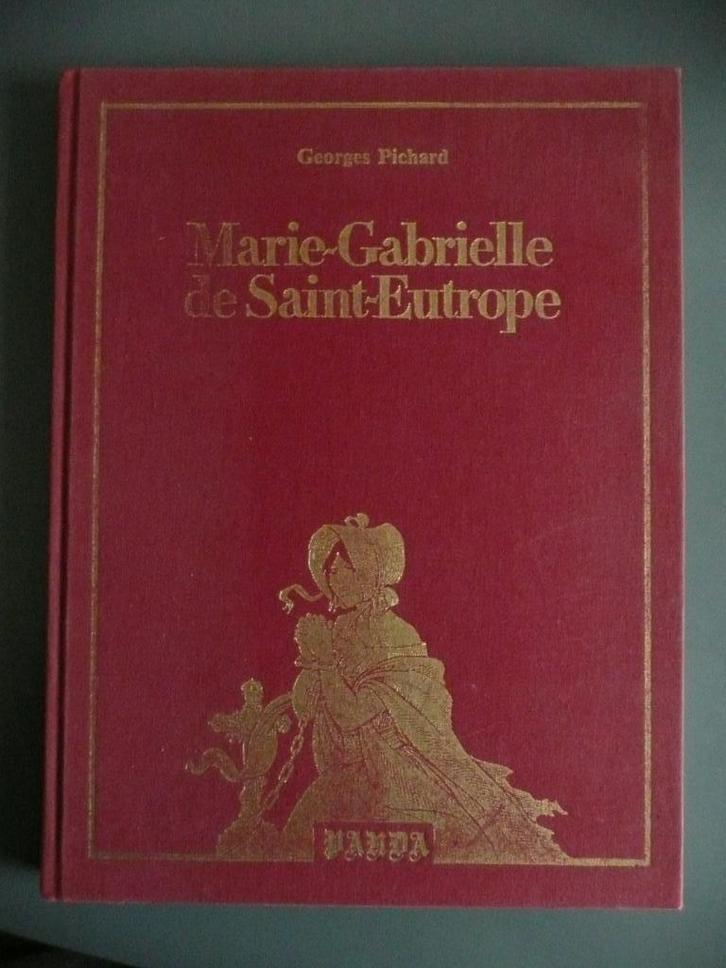 Georges Pichard
Marie-Gabrielle
de Saint-Eutrope
PANDA